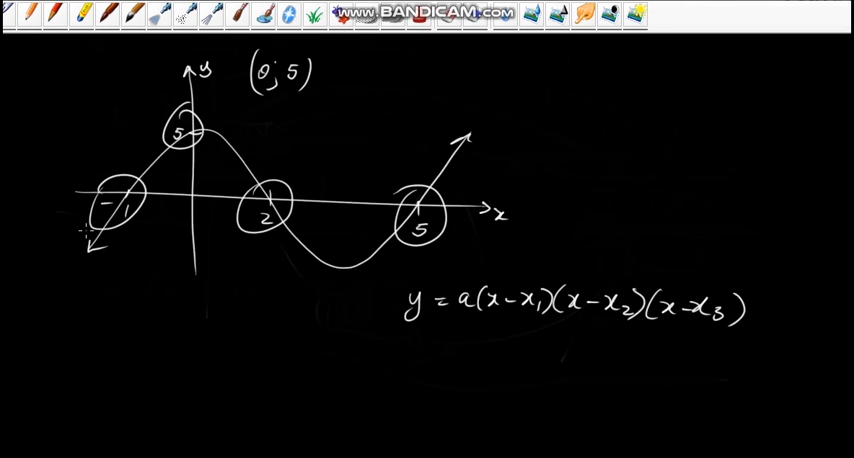 www.BANDICAM.com
y (0; 5)
5
-1 2 5 x
y = a(x-x₁)(x-x₂)(x-x₃)